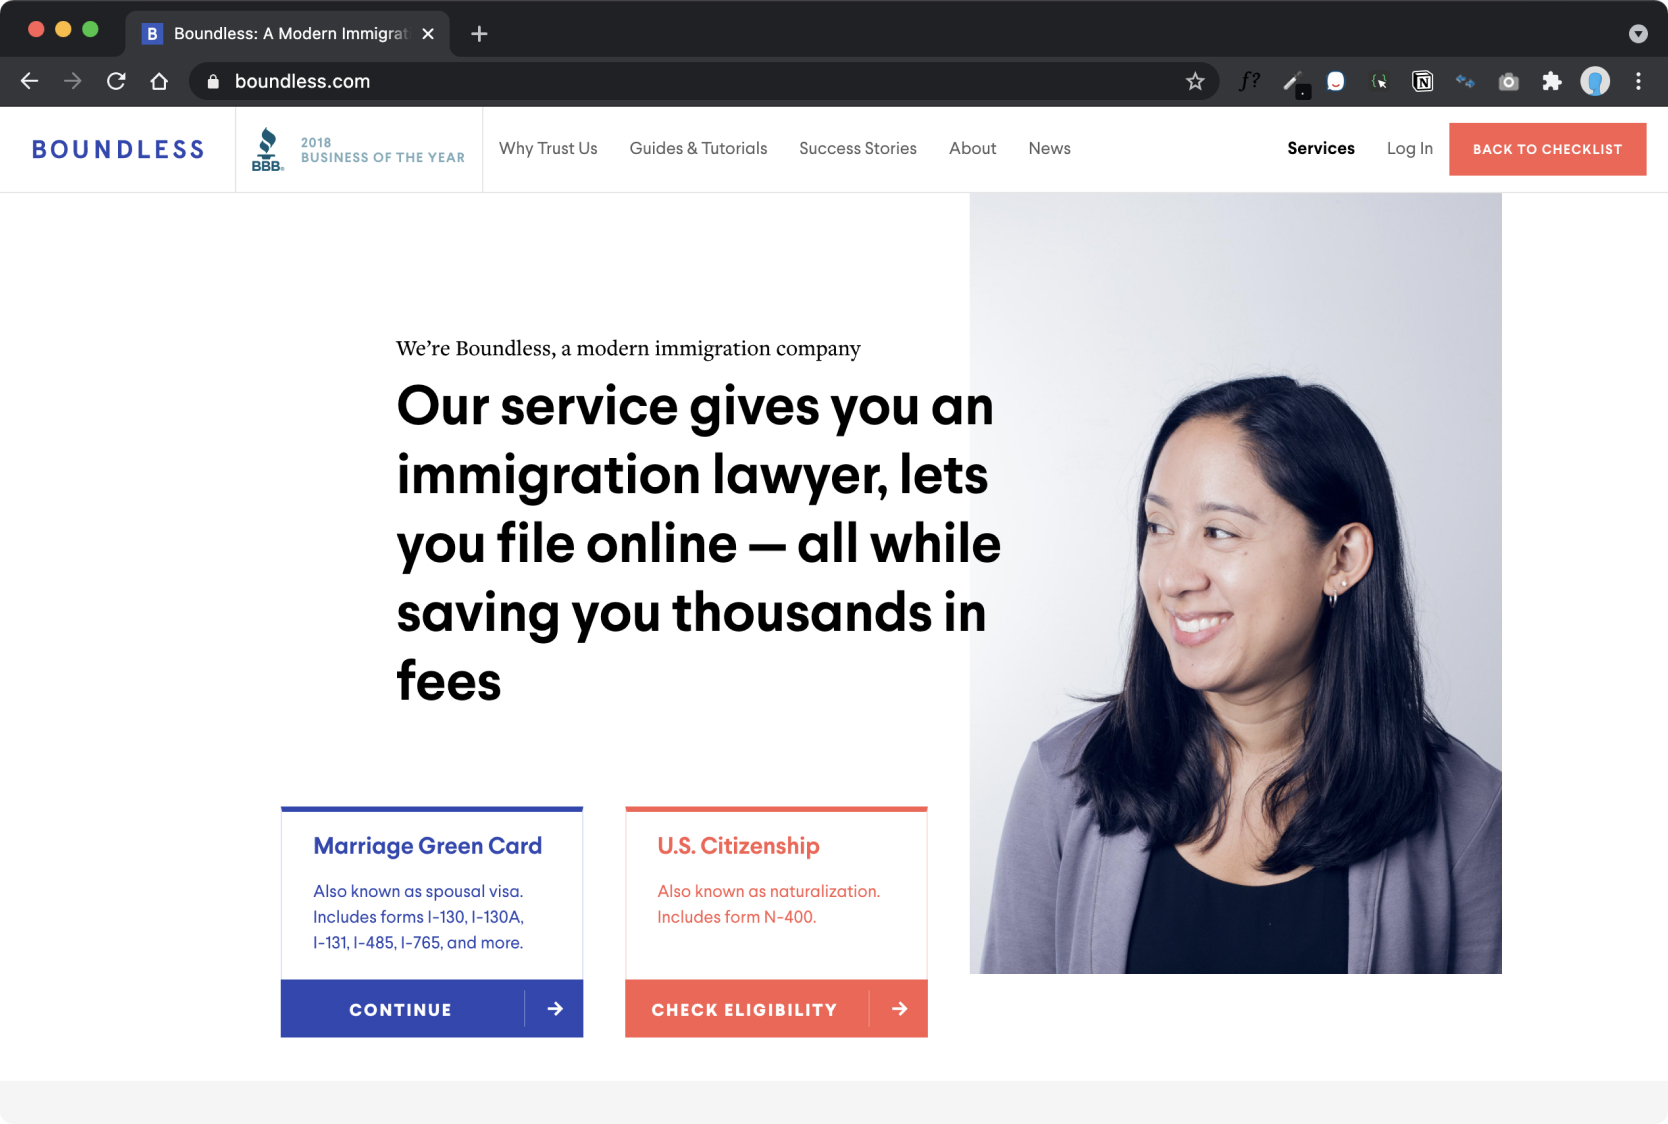 B Boundless: A Modern Immigrat
boundless.com
f?
BOUNDLESS
BBB
2018
BUSINESS OF THE YEAR
Why Trust Us
Guides & Tutorials
Success Stories
About
News
Services
Log In
BACK TO CHECKLIST
We’re Boundless, a modern immigration company
Our service gives you an
immigration lawyer, lets
you file online — all while
saving you thousands in
fees
Marriage Green Card
Also known as spousal visa.
Includes forms I-130, I-130A,
I-131, I-485, I-765, and more.
CONTINUE
U.S. Citizenship
Also known as naturalization.
Includes form N-400.
CHECK ELIGIBILITY